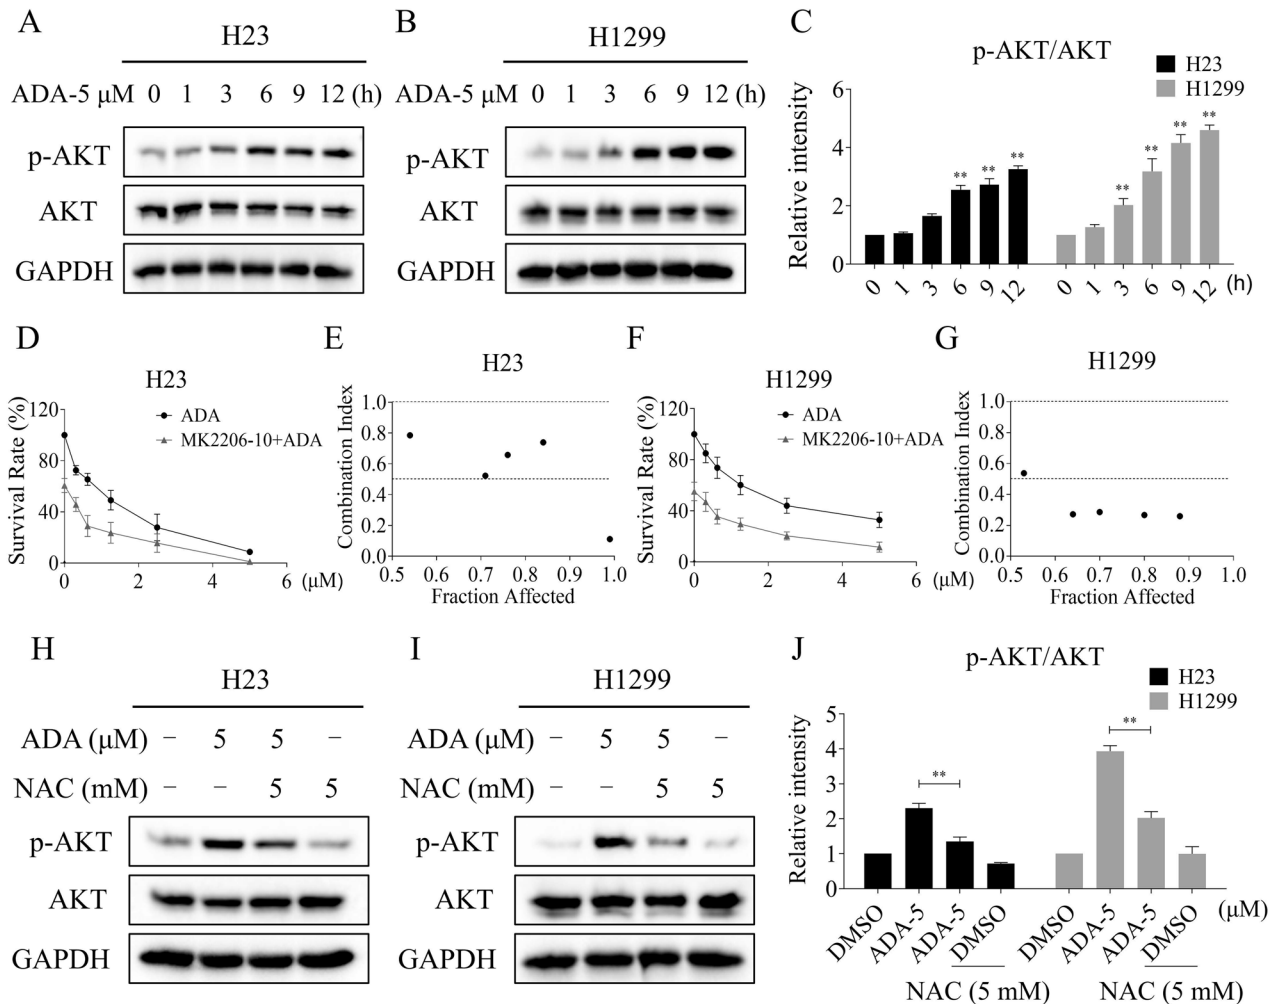 A
H23
ADA-5 μM 0 1 3 6 9 12 (h)
p-AKT
AKT
GAPDH
B
H1299
ADA-5 μM 0 1 3 6 9 12 (h)
p-AKT
AKT
GAPDH
C
p-AKT/AKT
H23
H1299
Relative intensity
6
4
2
0
** ** **
** ** ** **
0 1 3 6 9 12 0 1 3 6 9 12 (h)
D
H23
ADA
MK2206-10+ADA
Survival Rate (%)
120
80
40
0
0 2 4 6 (μM)
E
H23
Combination Index
1.0
0.8
0.6
0.4
0.2
0.0
0.5 0.6 0.7 0.8 0.9 1.0
Fraction Affected
F
H1299
ADA
MK2206-10+ADA
Survival Rate (%)
120
80
40
0
0 2 4 6 (μM)
G
H1299
Combination Index
1.0
0.8
0.6
0.4
0.2
0.0
0.5 0.6 0.7 0.8 0.9 1.0
Fraction Affected
H
H23
ADA (μM) – 5 5 –
NAC (mM) – – 5 5
p-AKT
AKT
GAPDH
I
H1299
ADA (μM) – 5 5 –
NAC (mM) – – 5 5
p-AKT
AKT
GAPDH
J
p-AKT/AKT
H23
H1299
Relative intensity
5
4
3
2
1
0
**
**
DMSO ADA-5 ADA-5 DMSO DMSO ADA-5 ADA-5 DMSO (μM)
NAC (5 mM) NAC (5 mM)